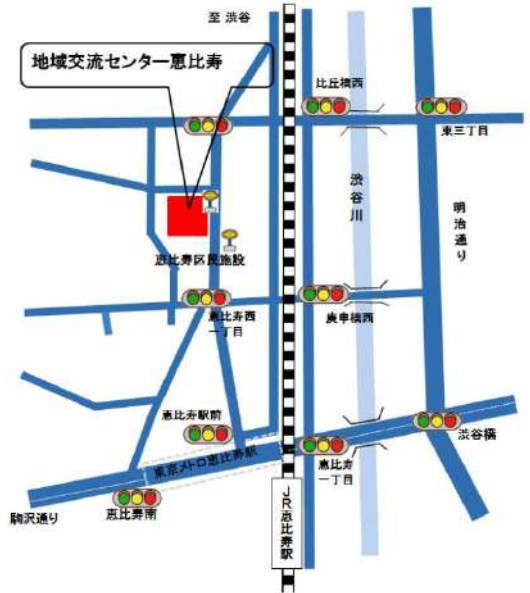 至 渋谷
地域交流センター恵比寿
比丘橋西
東三丁目
渋谷川
明治通り
恵比寿区民施設
恵比寿西
一丁目
庚申橋西
恵比寿駅前
渋谷橋
東京メトロ恵比寿駅
恵比寿
一丁目
駒沢通り
恵比寿南
JR恵比寿駅